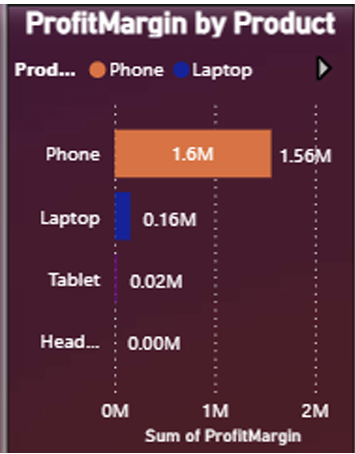 ProfitMargin by Product
Prod... Phone Laptop
Phone 1.6M 1.56M
Laptop 0.16M
Tablet 0.02M
Head... 0.00M
0M 1M 2M
Sum of ProfitMargin